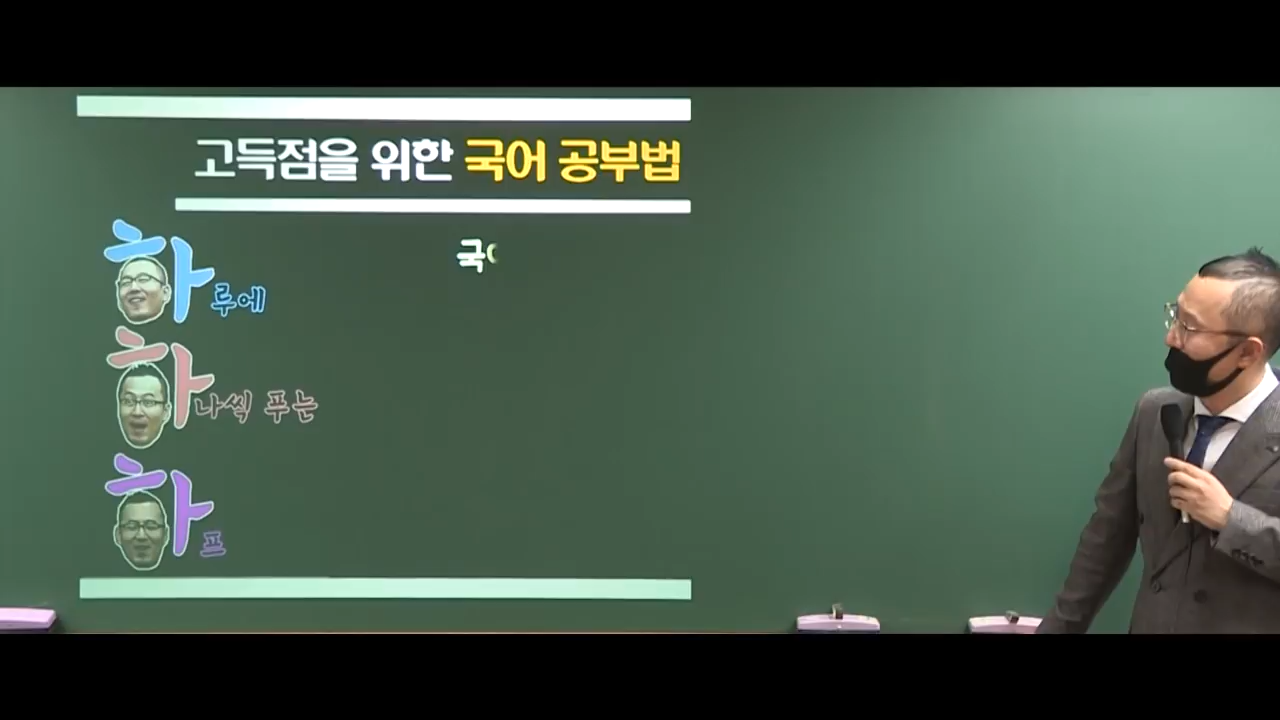 고득점을 위한 국어 공부법
하루에
하나씩 푸는
하프
국